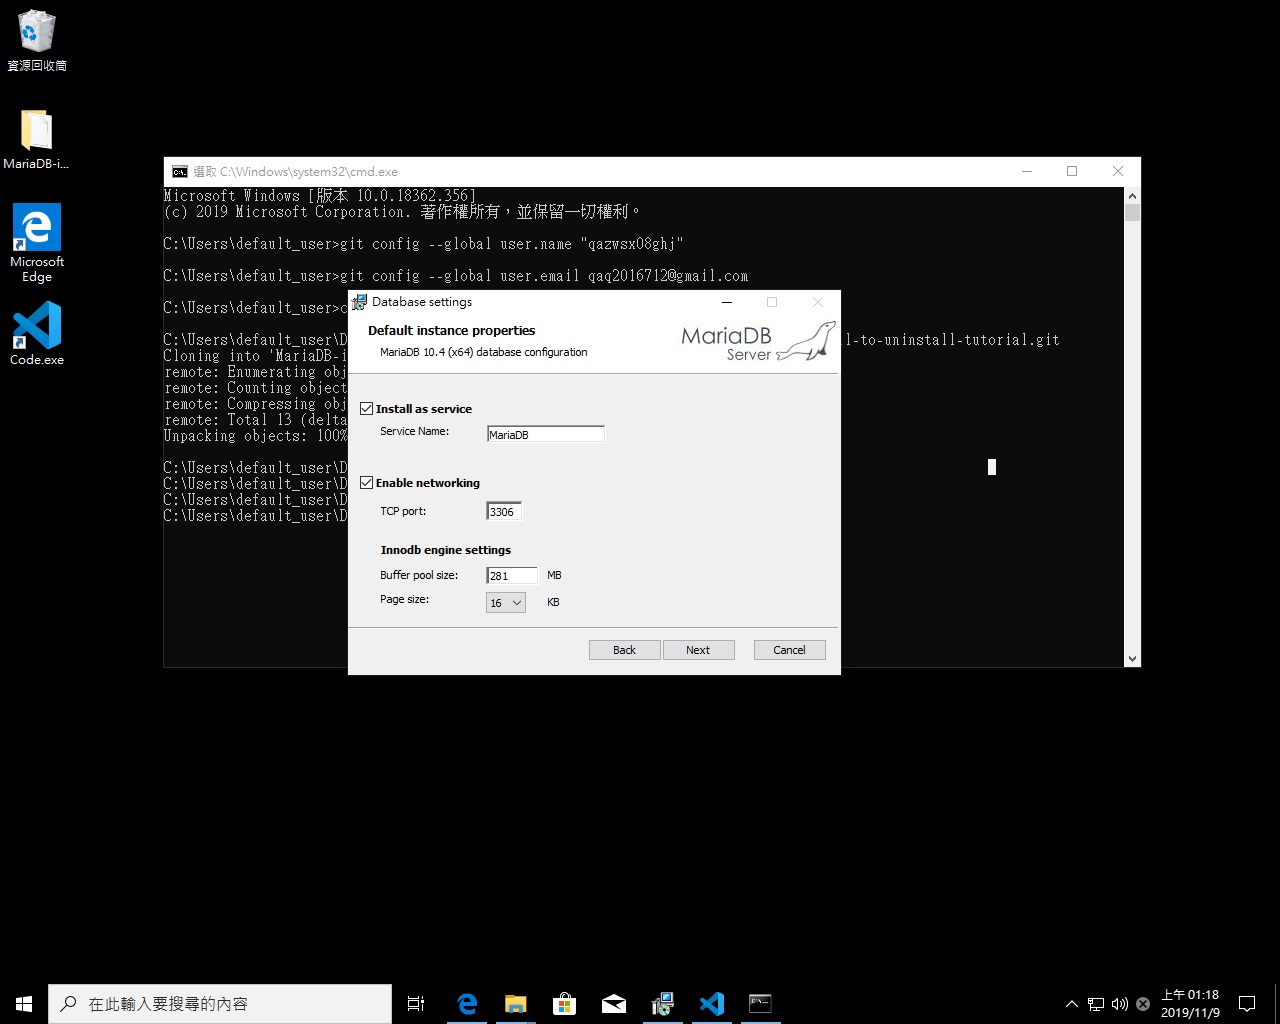 資源回收筒
MariaDB-i...
Microsoft
Edge
Code.exe
選取 C:\Windows\system32\cmd.exe
Microsoft Windows [版本 10.0.18362.356]
(c) 2019 Microsoft Corporation. 著作權所有，並保留一切權利。
C:\Users\default_user>git config --global user.name "qazwsx08ghj"
C:\Users\default_user>git config --global user.email qaq2016712@gmail.com
C:\Users\default_user>c
C:\Users\default_user\D
l-to-uninstall-tutorial.git
Cloning into 'MariaDB-i
remote: Enumerating obj
remote: Counting object
remote: Compressing obj
remote: Total 13 (delta
Unpacking objects: 100%
C:\Users\default_user\D
C:\Users\default_user\D
C:\Users\default_user\D
C:\Users\default_user\D
Database settings
Default instance properties
MariaDB 10.4 (x64) database configuration
MariaDB
Server
Install as service
Service Name: MariaDB
Enable networking
TCP port: 3306
Innodb engine settings
Buffer pool size: 281 MB
Page size: 16 KB
Back Next Cancel
在此輸入要搜尋的內容
上午 01:18
2019/11/9